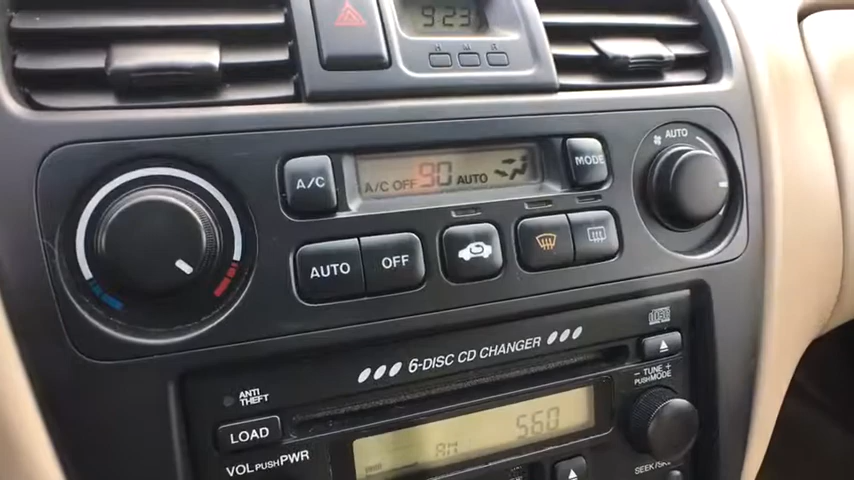 9:23
H M R
AUTO
A/C
A/C OFF 90 AUTO
MODE
AUTO OFF
6-DISC CD CHANGER
ANTI
THEFT
LOAD
- TUNE +
PUSH MODE
AM 560
VOL PUSH PWR